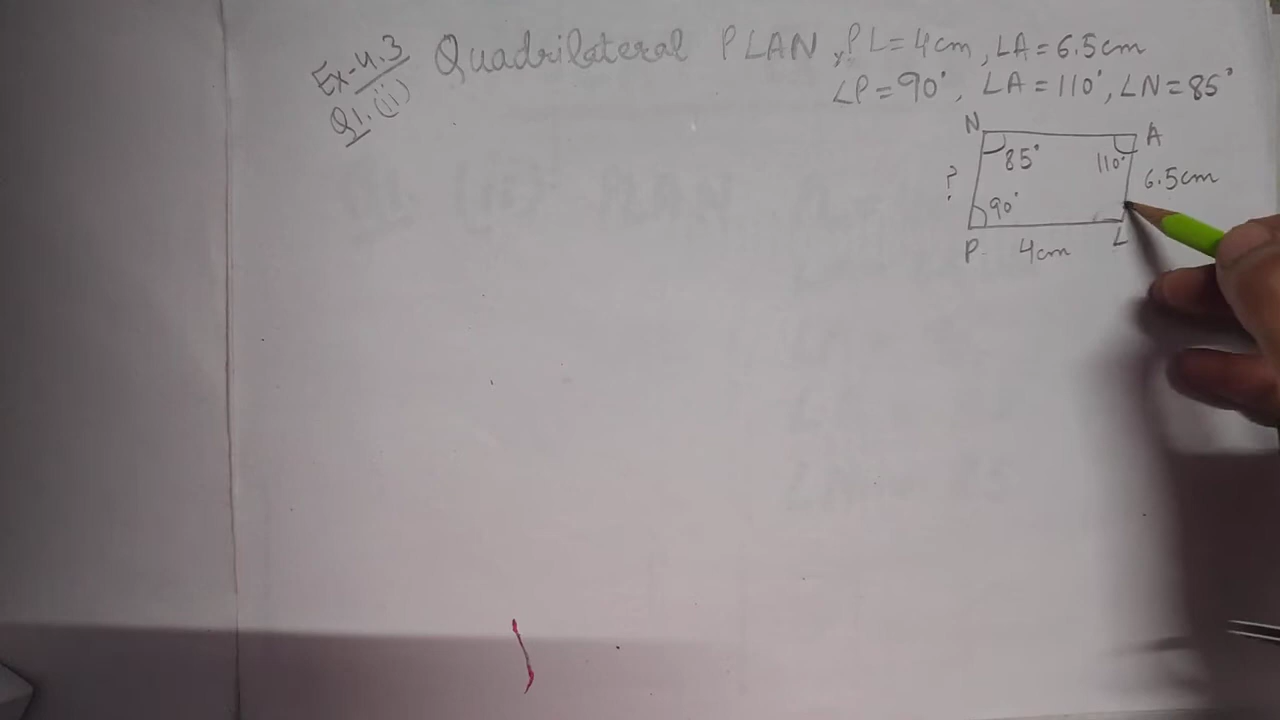 Ex-4.3 Quadrilateral PLAN, PL=4cm, LA=6.5cm
Q1.(ii) ∠P=90°, ∠A=110°, ∠N=85°
N A
85° 110°
? 6.5cm
90°
P 4cm L